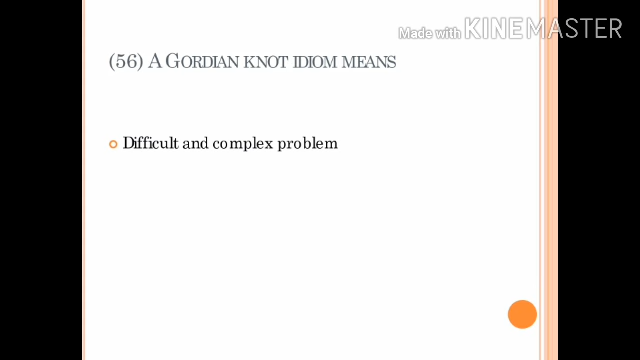 Made with KINEMASTER
(56) A GORDIAN KNOT IDIOM MEANS
Difficult and complex problem